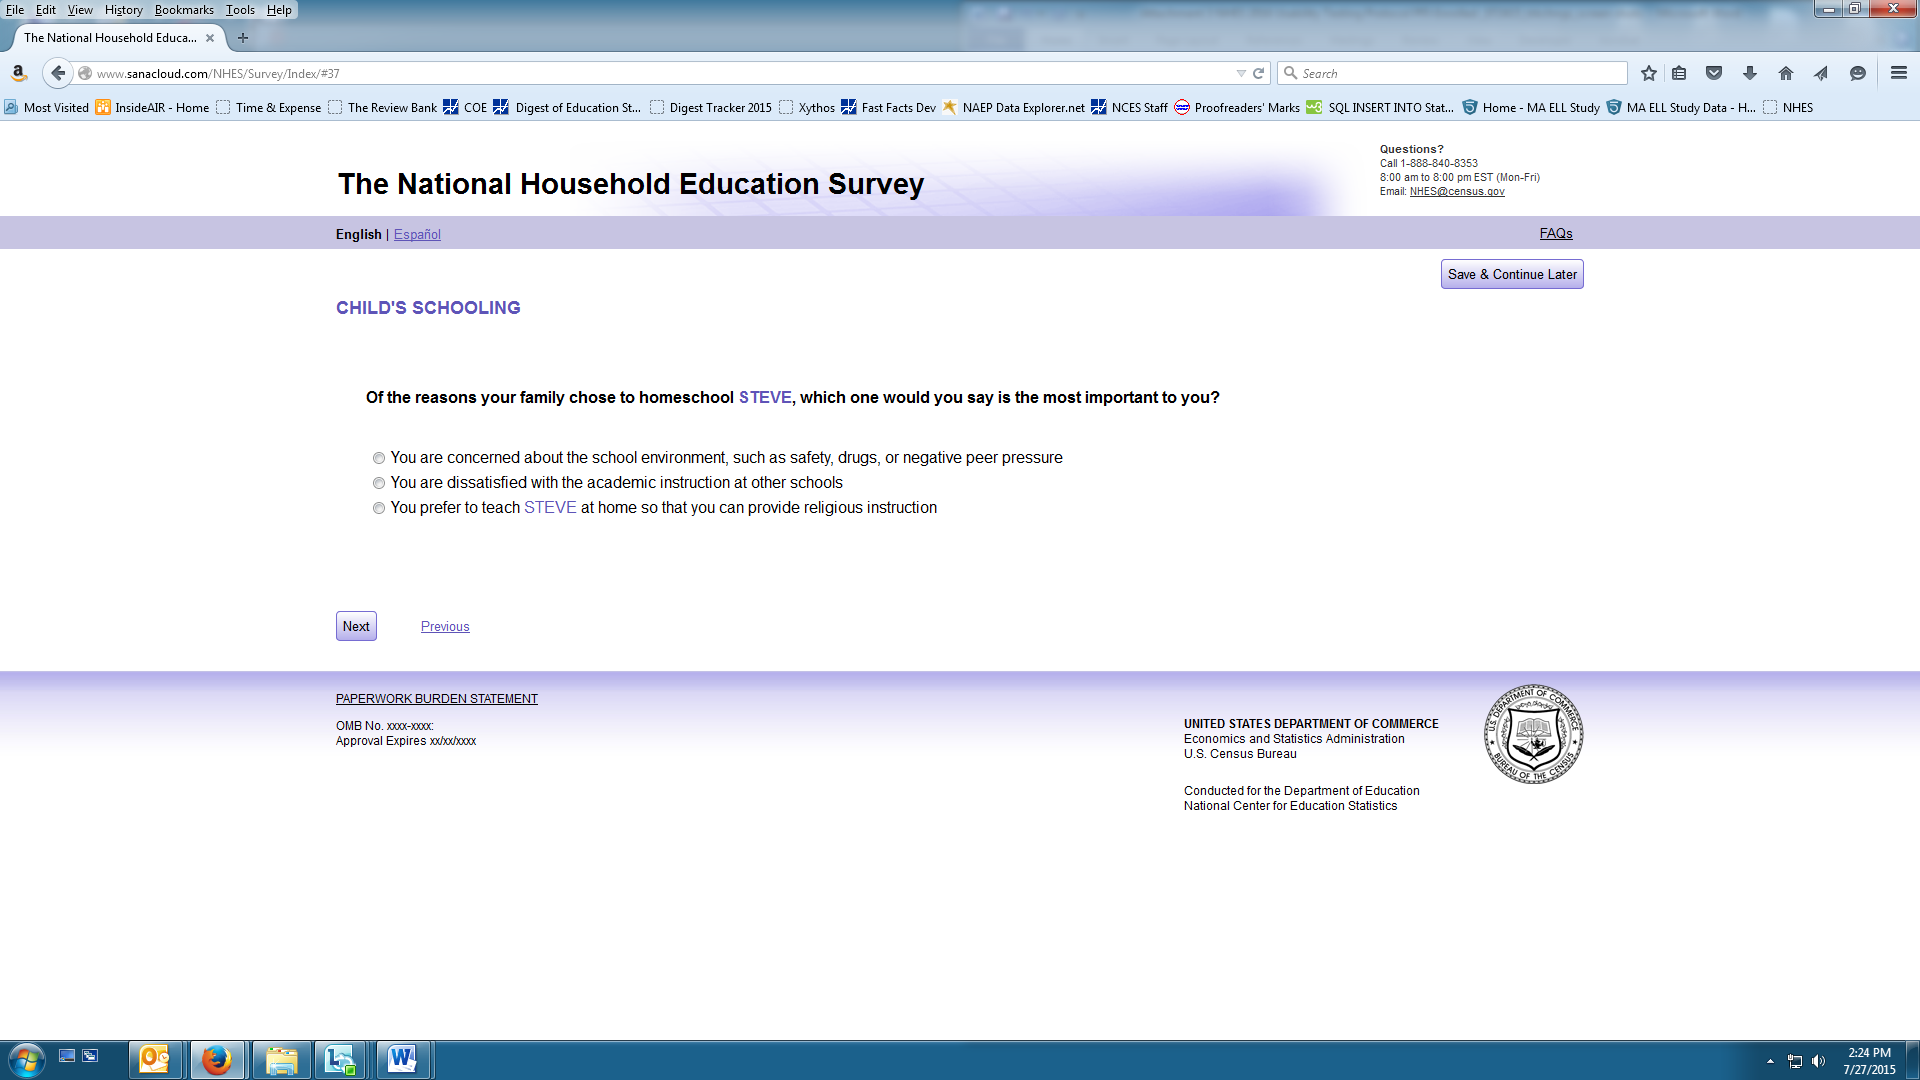 File Edit View History Bookmarks Tools Help
The National Household Educa...
www.sanacloud.com/NHES/Survey/Index/#37
Search
Most Visited InsideAIR - Home Time & Expense The Review Bank COE Digest of Education St... Digest Tracker 2015 Xythos Fast Facts Dev NAEP Data Explorer.net NCES Staff Proofreaders' Marks SQL INSERT INTO Stat... Home - MA ELL Study MA ELL Study Data - H... NHES
Questions?
Call 1-888-840-8353
8:00 am to 8:00 pm EST (Mon-Fri)
Email: NHES@census.gov
The National Household Education Survey
English | Español
FAQs
Save & Continue Later
CHILD'S SCHOOLING
Of the reasons your family chose to homeschool STEVE, which one would you say is the most important to you?
You are concerned about the school environment, such as safety, drugs, or negative peer pressure
You are dissatisfied with the academic instruction at other schools
You prefer to teach STEVE at home so that you can provide religious instruction
Next Previous
PAPERWORK BURDEN STATEMENT
OMB No. xxxx-xxxx:
Approval Expires xx/xx/xxxx
UNITED STATES DEPARTMENT OF COMMERCE
Economics and Statistics Administration
U.S. Census Bureau
Conducted for the Department of Education
National Center for Education Statistics
U.S. DEPARTMENT OF COMMERCE
BUREAU OF THE CENSUS
2:24 PM
7/27/2015